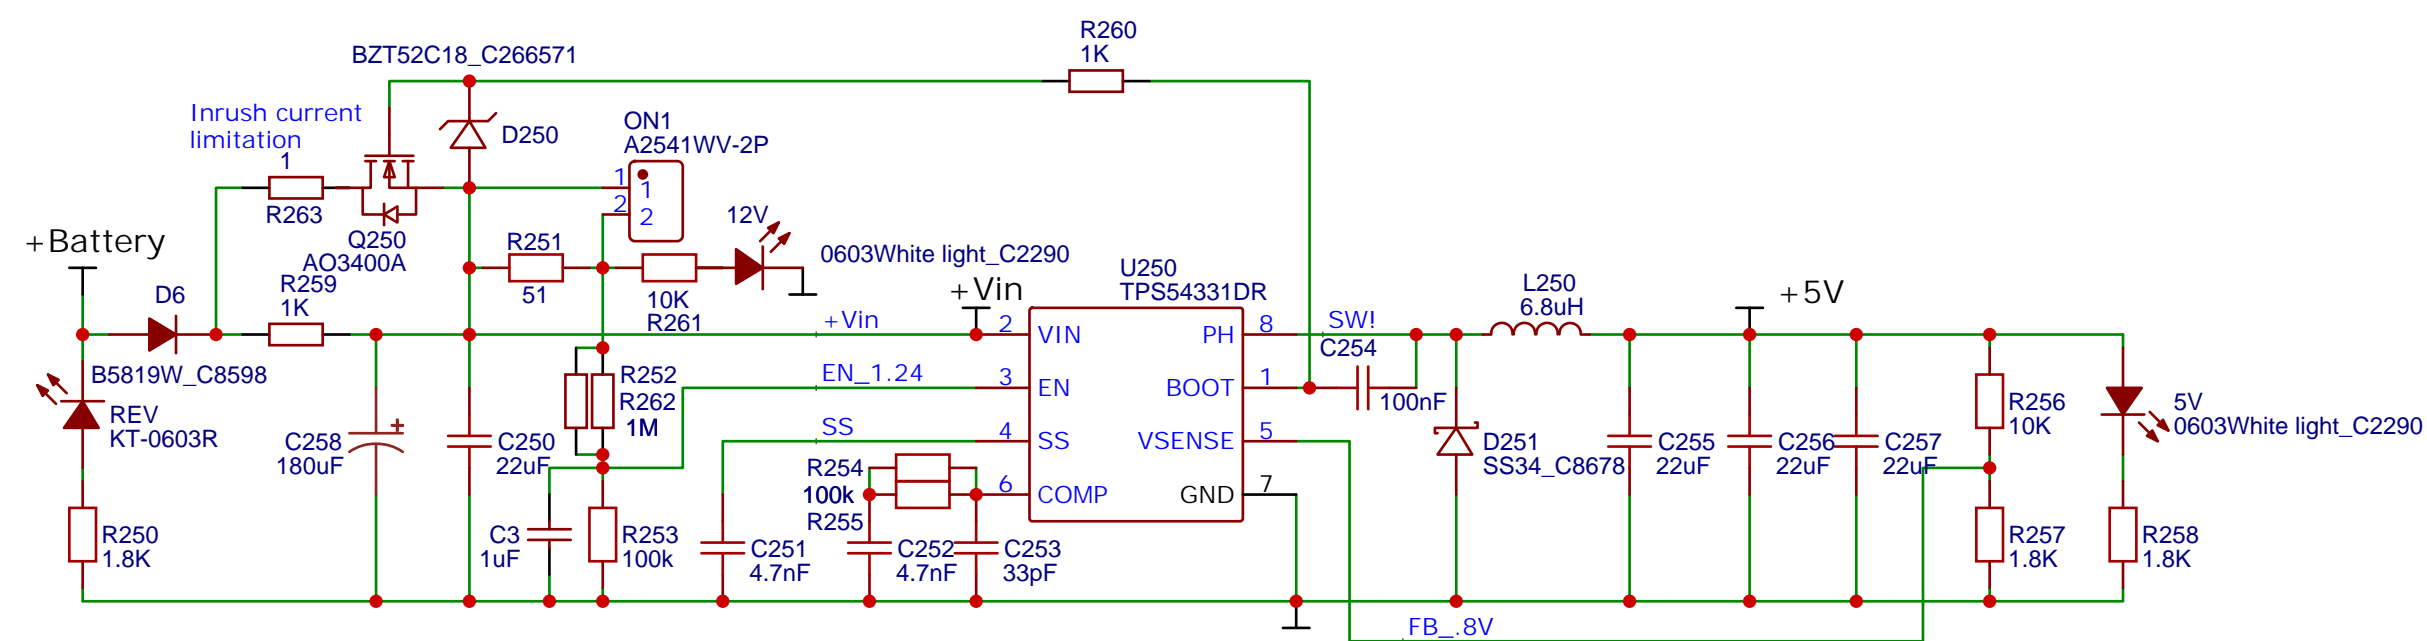 R260
1K
BZT52C18_C266571
Inrush current
limitation
1
R263
D250
ON1
A2541WV-2P
1
1
2
2
12V
+Battery
Q250
AO3400A
R251
51
10K
R261
0603White light_C2290
+Vin
U250
TPS54331DR
L250
6.8uH
+5V
D6
B5819W_C8598
R259
1K
+Vin
2
VIN
PH
8
SW!
C254
100nF
EN_1.24
3
EN
BOOT
1
SS
4
SS
VSENSE
5
6
COMP
GND
7
REV
KT-0603R
R250
1.8K
C258
180uF
C250
22uF
R252
R262
1M
C3
1uF
R253
100k
R254
100k
R255
C251
4.7nF
C252
4.7nF
C253
33pF
D251
SS34_C8678
C255
22uF
C256
22uF
C257
22uF
R256
10K
5V
0603White light_C2290
R257
1.8K
R258
1.8K
FB_.8V